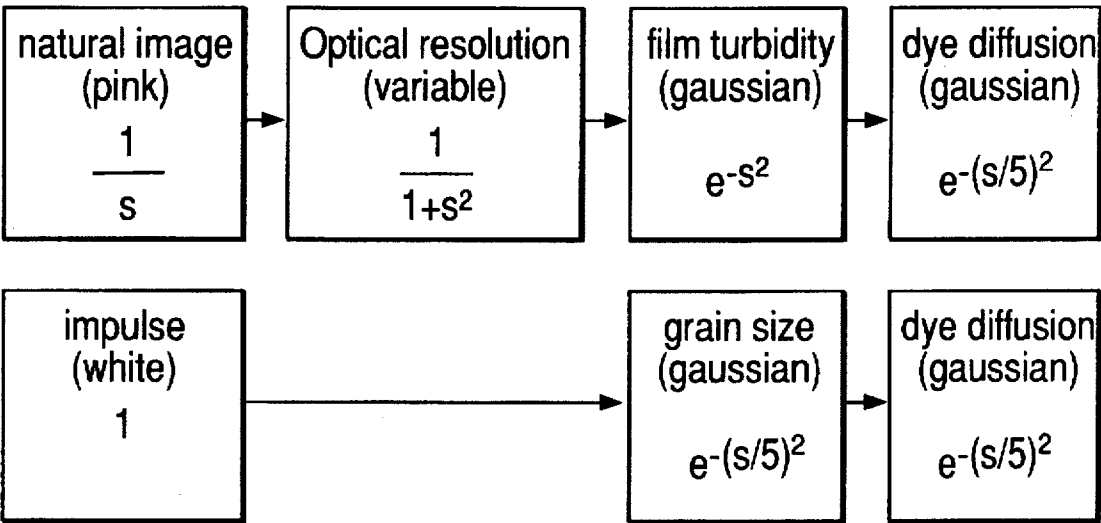 natural image
(pink)
1
s
Optical resolution
(variable)
1
1+s²
film turbidity
(gaussian)
e-s²
dye diffusion
(gaussian)
e-(s/5)²
impulse
(white)
1
grain size
(gaussian)
e-(s/5)²
dye diffusion
(gaussian)
e-(s/5)²